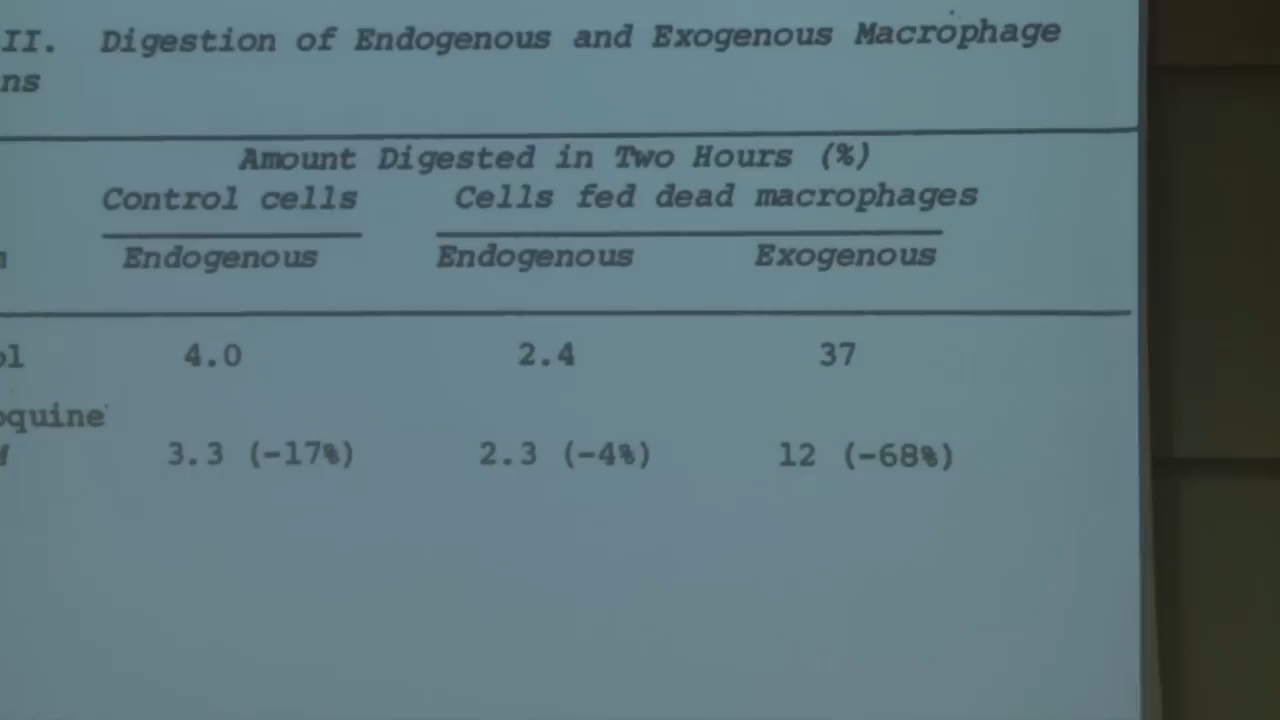 II. Digestion of Endogenous and Exogenous Macrophage
ns
Amount Digested in Two Hours (%)
Control cells Cells fed dead macrophages
Endogenous Endogenous Exogenous
ol 4.0 2.4 37
oquine
3.3 (-17%) 2.3 (-4%) 12 (-68%)